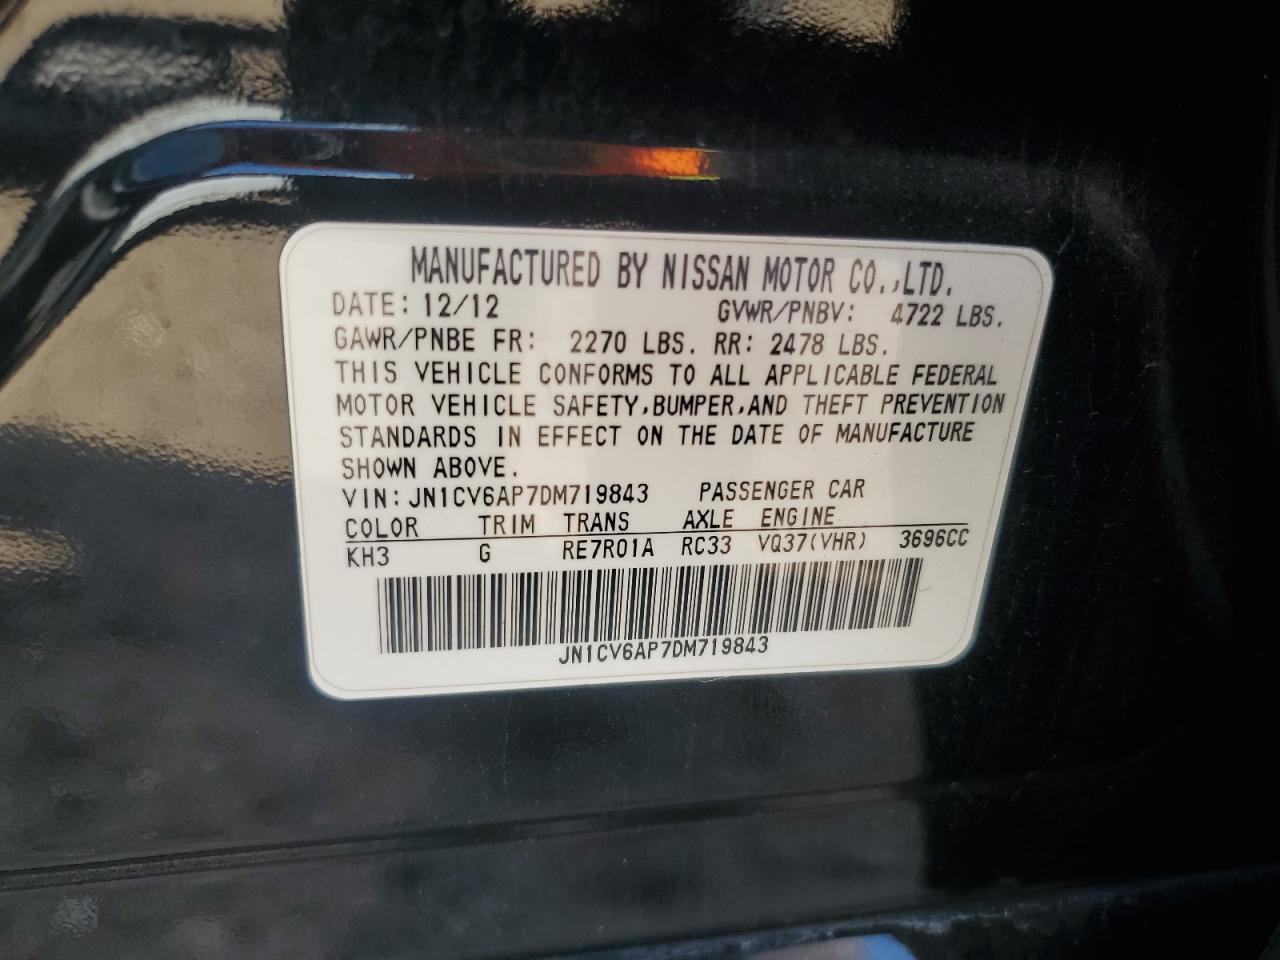 MANUFACTURED BY NISSAN MOTOR CO.,LTD.
DATE: 12/12 GVWR/PNBV: 4722 LBS.
GAWR/PNBE FR: 2270 LBS. RR: 2478 LBS.
THIS VEHICLE CONFORMS TO ALL APPLICABLE FEDERAL
MOTOR VEHICLE SAFETY,BUMPER,AND THEFT PREVENTION
STANDARDS IN EFFECT ON THE DATE OF MANUFACTURE
SHOWN ABOVE.
VIN: JN1CV6AP7DM719843 PASSENGER CAR
COLOR TRIM TRANS AXLE ENGINE
KH3 G RE7R01A RC33 VQ37(VHR) 3696CC
JN1CV6AP7DM719843